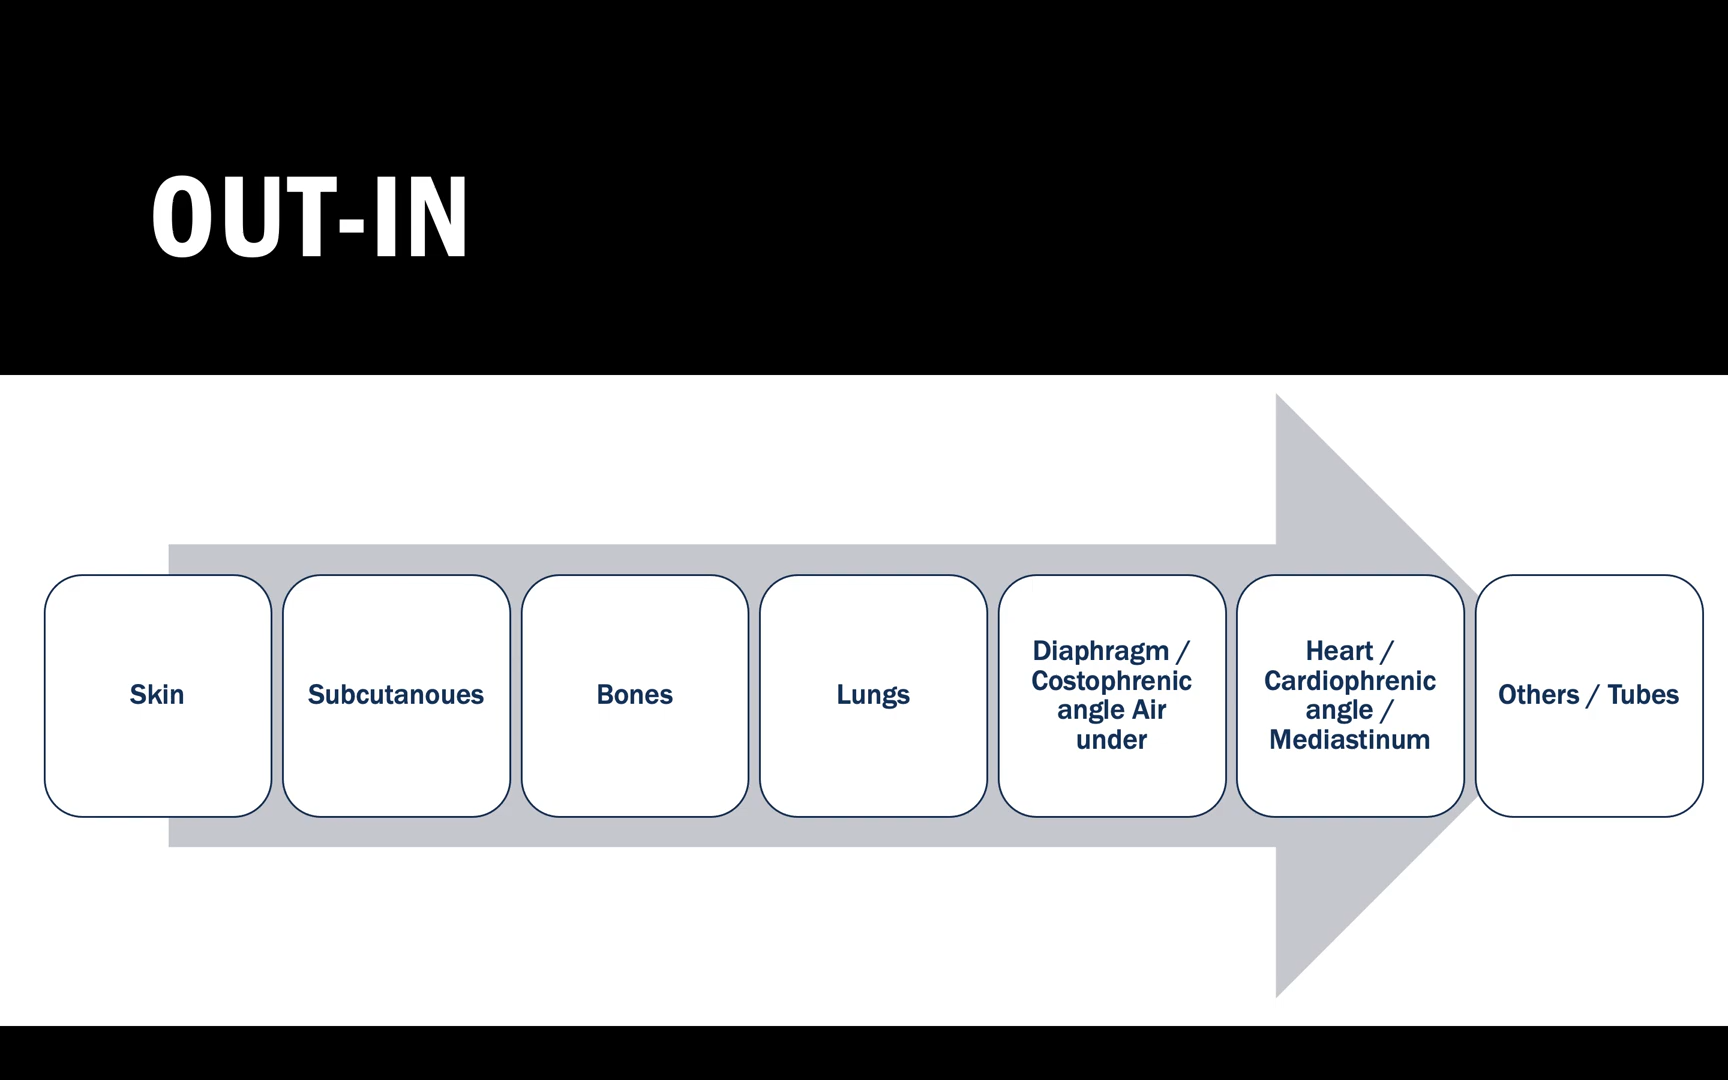 OUT-IN
Skin
Subcutanoues
Bones
Lungs
Diaphragm /
Costophrenic
angle Air
under
Heart /
Cardiophrenic
angle /
Mediastinum
Others / Tubes